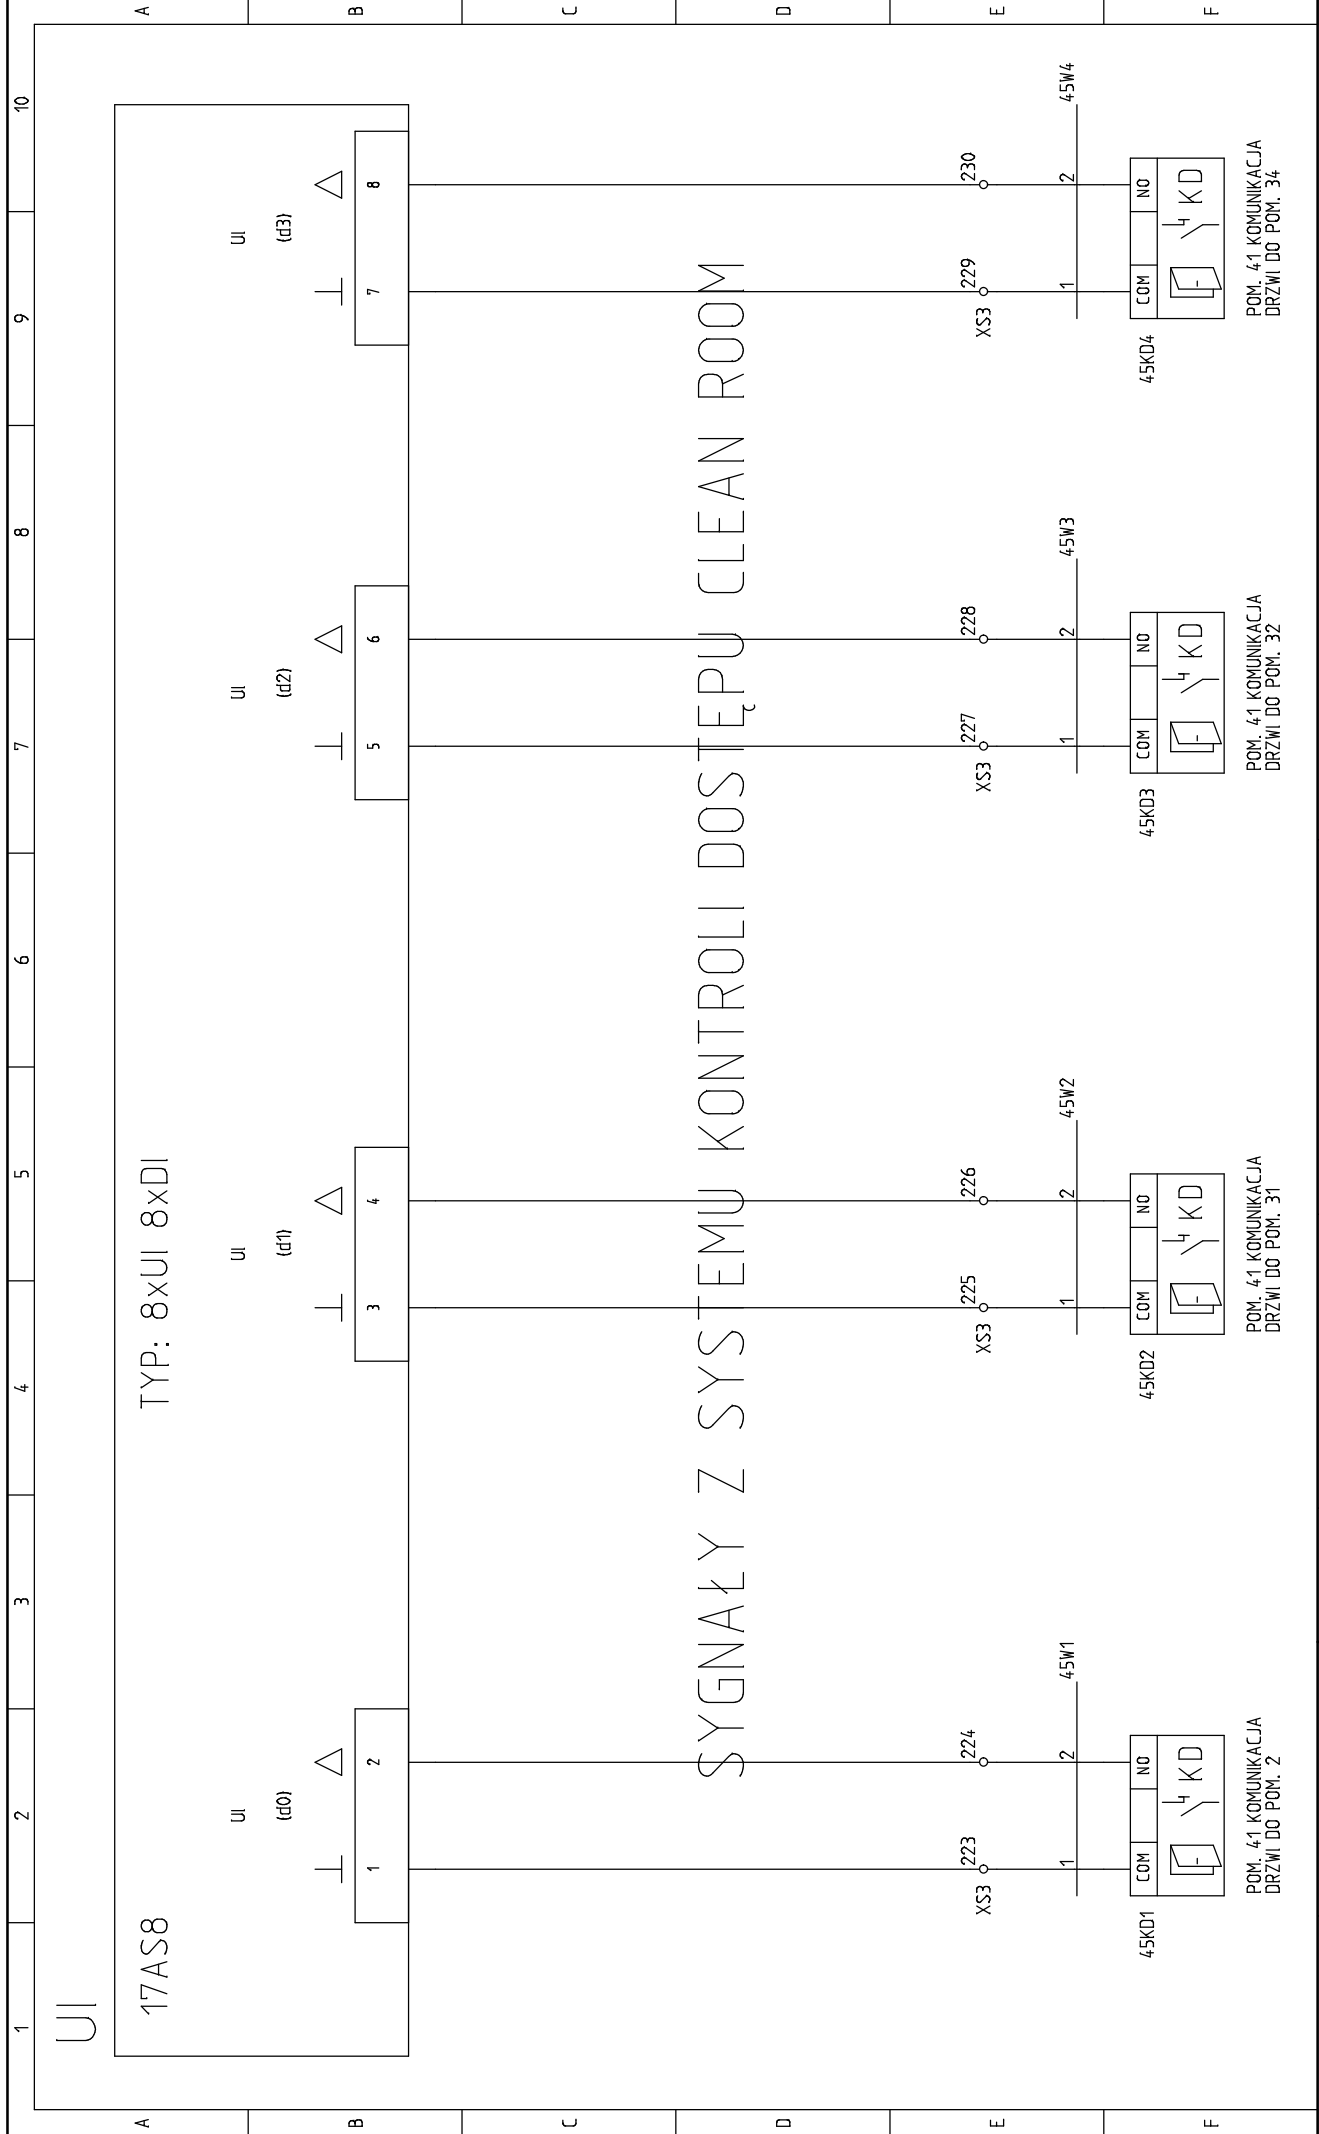 1 2 3 4 5 6 7 8 9 10
A A
B B
C C
D D
E E
F F
UI
17AS8 TYP: 8xUI 8xDI
UI UI UI UI
(d0) (d1) (d2) (d3)
1 2 3 4 5 6 7 8
SYGNAŁY Z SYSTEMU KONTROLI DOSTĘPU CLEAN ROOM
223 224 225 226 227 228 229 230
XS3 XS3 XS3 XS3
1 2 45W1 1 2 45W2 1 2 45W3 1 2 45W4
45KD1 COM NO 45KD2 COM NO 45KD3 COM NO 45KD4 COM NO
KD KD KD KD
POM. 41 KOMUNIKACJA
DRZWI DO POM. 2
POM. 41 KOMUNIKACJA
DRZWI DO POM. 31
POM. 41 KOMUNIKACJA
DRZWI DO POM. 32
POM. 41 KOMUNIKACJA
DRZWI DO POM. 34